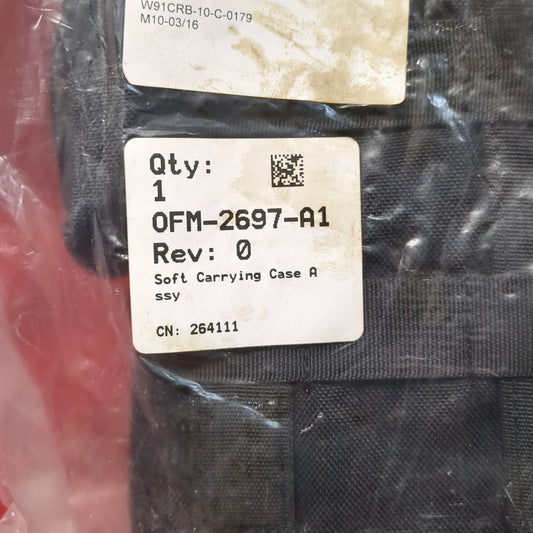 W91CRB-10-C-0179
M10-03/16
Qty:
1
OFM-2697-A1
Rev: 0
Soft Carrying Case A
ssy
CN: 264111